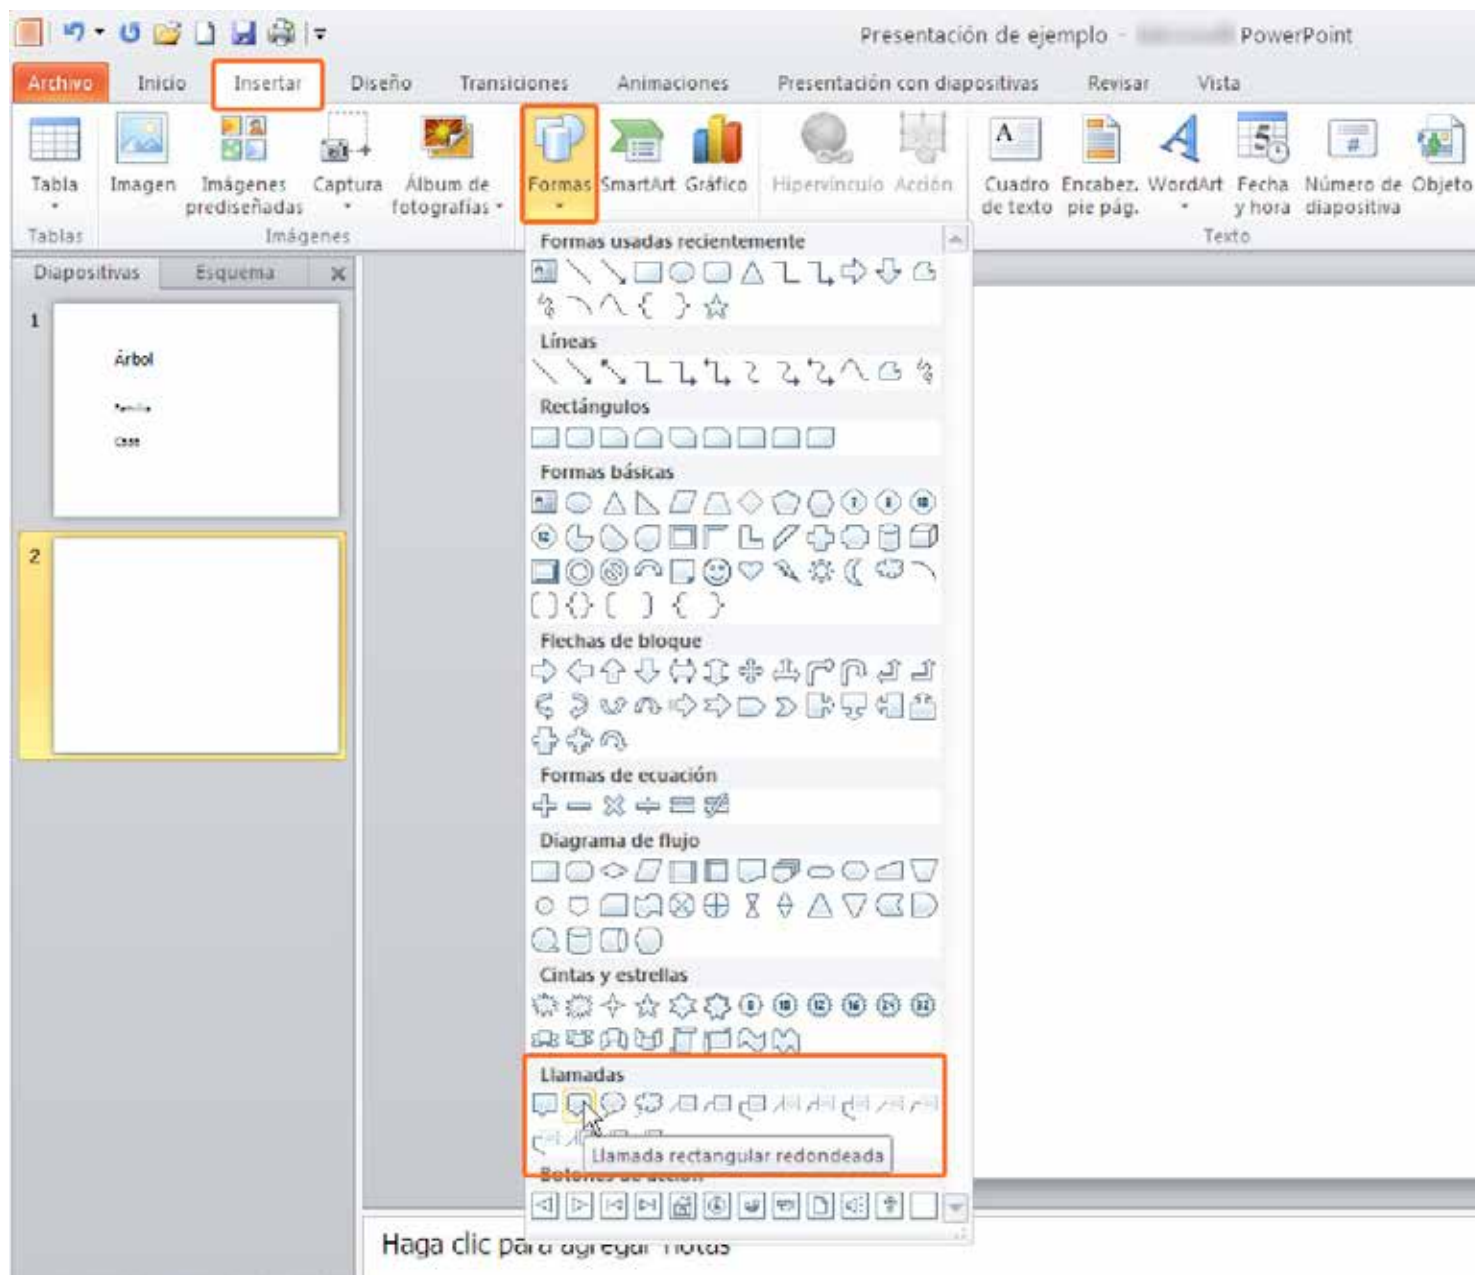 Presentación de ejemplo - PowerPoint
Archivo Inicio Insertar Diseño Transiciones Animaciones Presentación con diapositivas Revisar Vista
Tabla Imagen Imágenes prediseñadas Captura Álbum de fotografías Formas SmartArt Gráfico Hipervínculo Acción Cuadro de texto Encabez. pie pág. WordArt Fecha y hora Número de diapositiva Objeto
Tablas Imágenes Texto
Diapositivas Esquema
Formas usadas recientemente
1
Árbol
Casa
2
Líneas
Rectángulos
Formas básicas
Flechas de bloque
Formas de ecuación
Diagrama de flujo
Cintas y estrellas
Llamadas
Llamada rectangular redondeada
Botones de acción
Haga clic para agregar notas